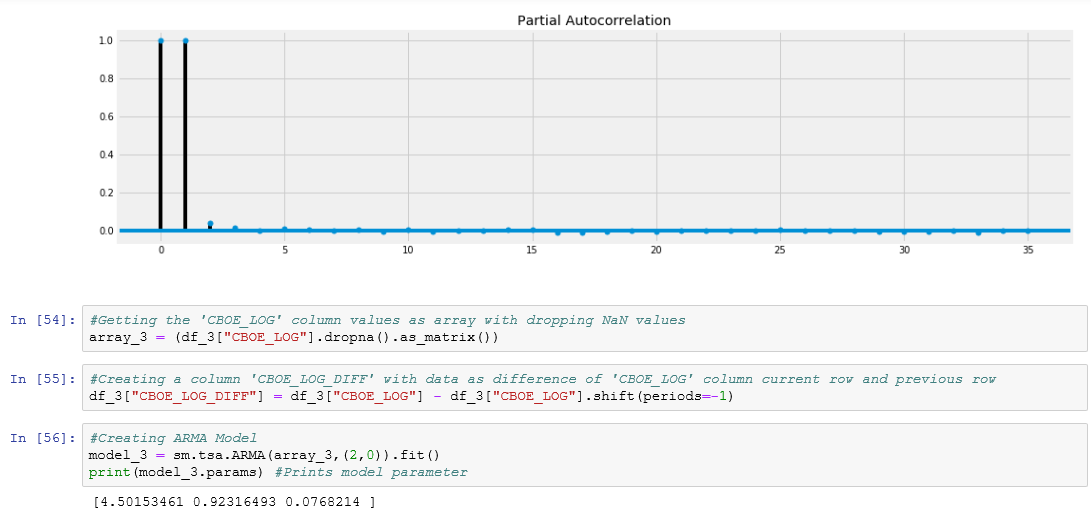 Partial Autocorrelation
1.0
0.8
0.6
0.4
0.2
0.0
0 5 10 15 20 25 30 35
In [54]: #Getting the 'CBOE_LOG' column values as array with dropping NaN values
array_3 = (df_3["CBOE_LOG"].dropna().as_matrix())
In [55]: #Creating a column 'CBOE_LOG_DIFF' with data as difference of 'CBOE_LOG' column current row and previous row
df_3["CBOE_LOG_DIFF"] = df_3["CBOE_LOG"] - df_3["CBOE_LOG"].shift(periods=-1)
In [56]: #Creating ARMA Model
model_3 = sm.tsa.ARMA(array_3,(2,0)).fit()
print(model_3.params) #Prints model parameter
[4.50153461 0.92316493 0.0768214 ]